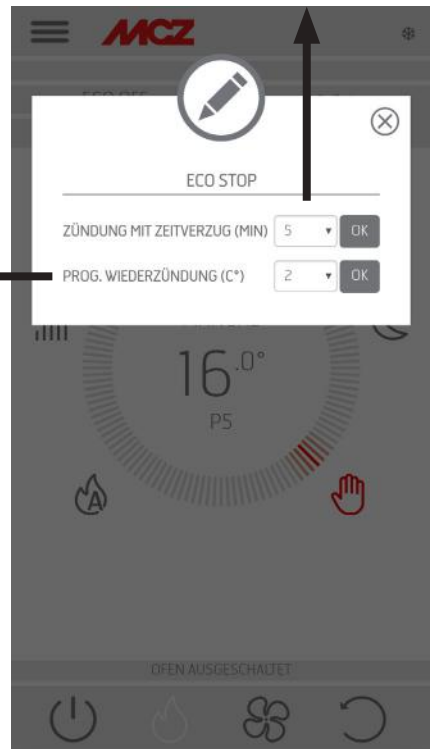 MCZ
ECO STOP
ZÜNDUNG MIT ZEITVERZUG (MIN) 5 OK
PROG. WIEDERZÜNDUNG (C°) 2 OK
16.0°
P5
A
OFEN AUSGESCHALTET